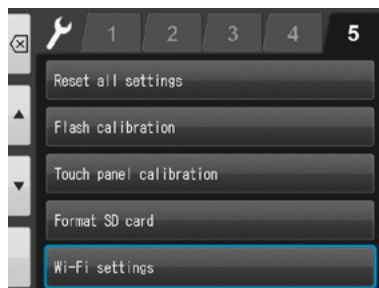 1 2 3 4 5
Reset all settings
Flash calibration
Touch panel calibration
Format SD card
Wi-Fi settings